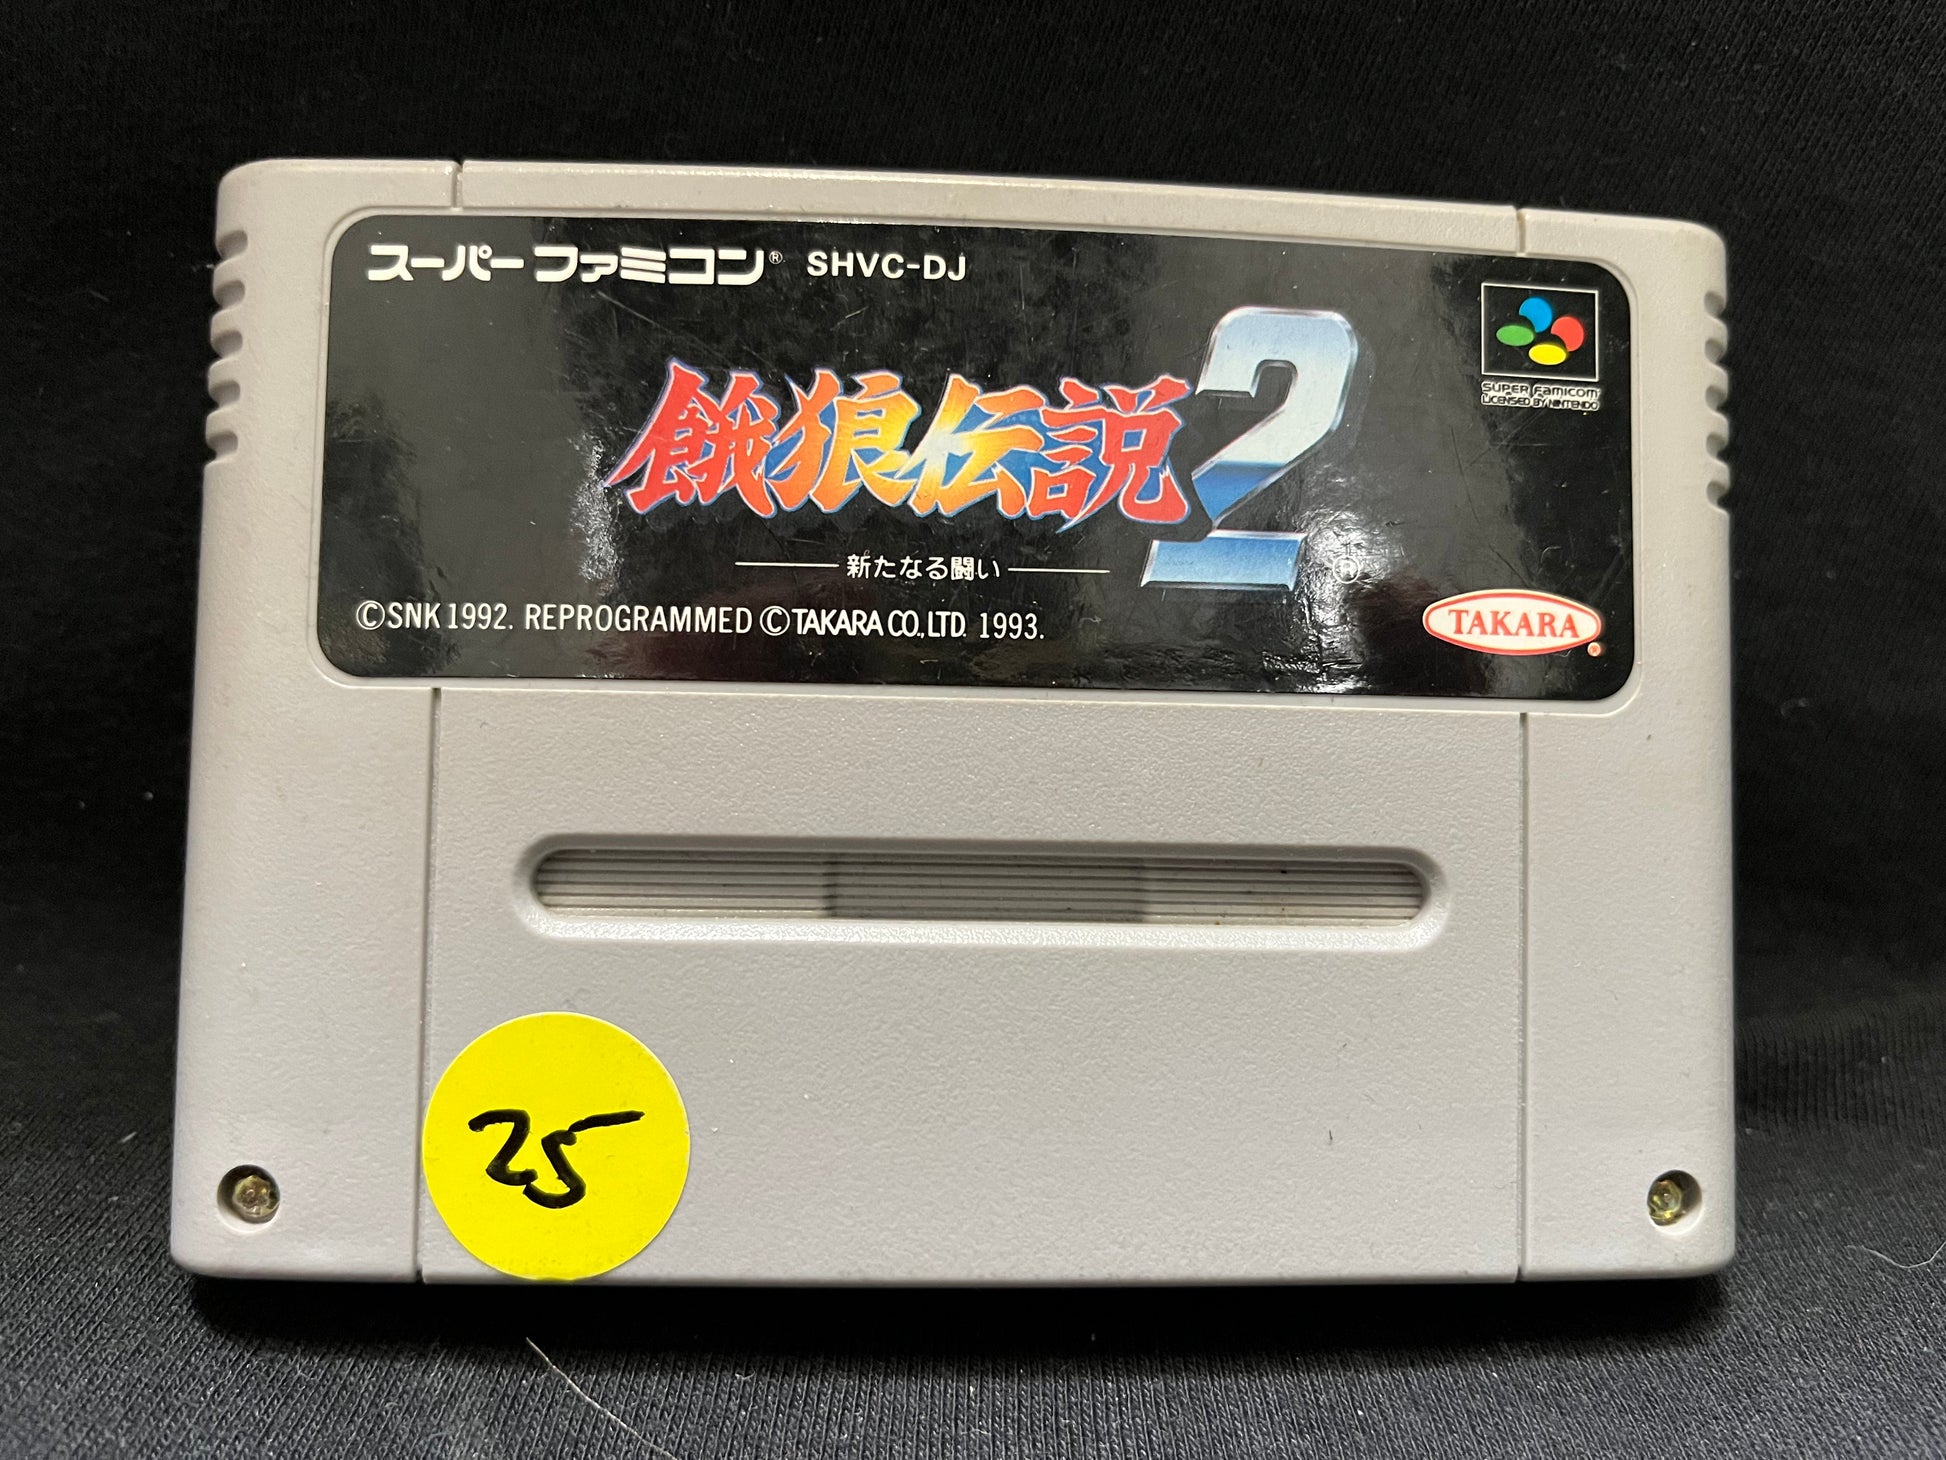 スーパーファミコン® SHVC-DJ
餓狼伝説2
®
新たなる闘い
SUPER FAMICOM
LICENSED BY NINTENDO
©SNK 1992. REPROGRAMMED ©TAKARA CO.,LTD. 1993.
TAKARA®
25